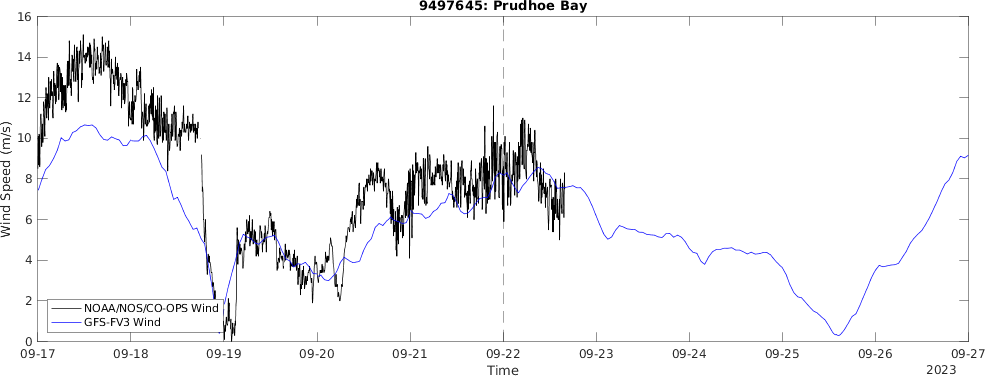 9497645: Prudhoe Bay
16
14
12
10
8
6
4
2
0
Wind Speed (m/s)
NOAA/NOS/CO-OPS Wind
GFS-FV3 Wind
09-17 09-18 09-19 09-20 09-21 09-22 09-23 09-24 09-25 09-26 09-27
Time
2023